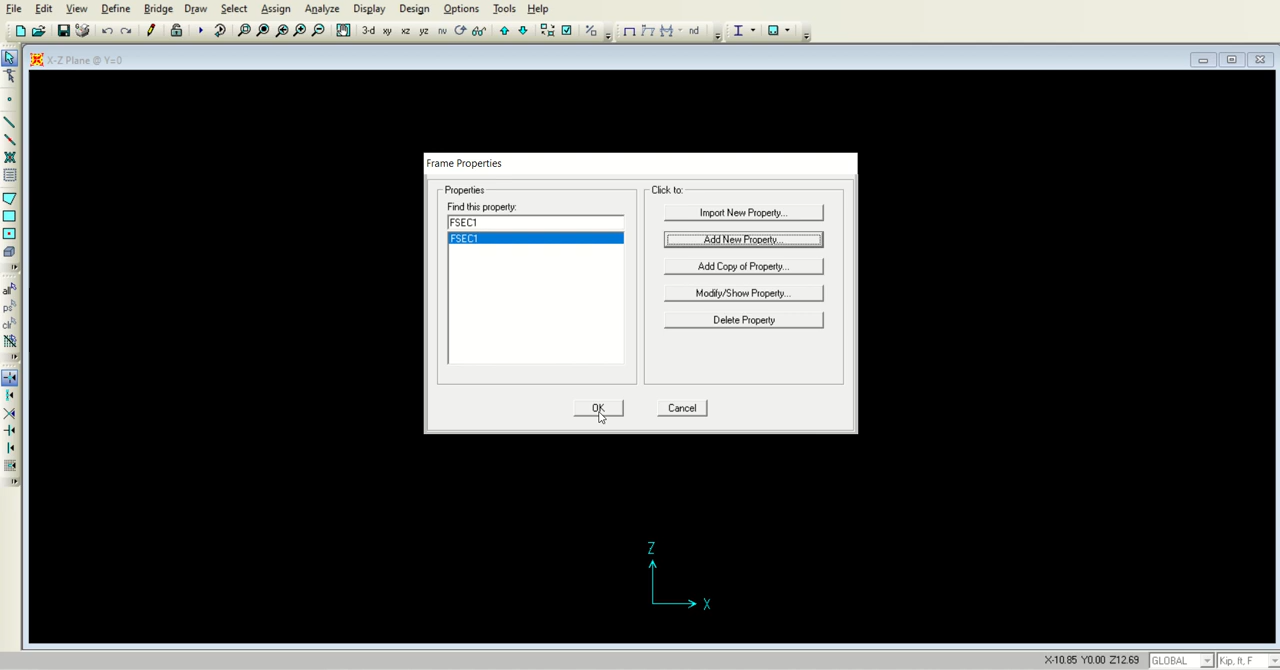 File Edit View Define Bridge Draw Select Assign Analyze Display Design Options Tools Help
3-d xy xz yz nv nd
X-Z Plane @ Y=0
Frame Properties
Properties
Find this property:
FSEC1
FSEC1
Click to:
Import New Property...
Add New Property...
Add Copy of Property...
Modify/Show Property...
Delete Property
OK Cancel
all
ps
clr
Z
X
X-10.85 Y0.00 Z12.69 GLOBAL Kip, ft, F